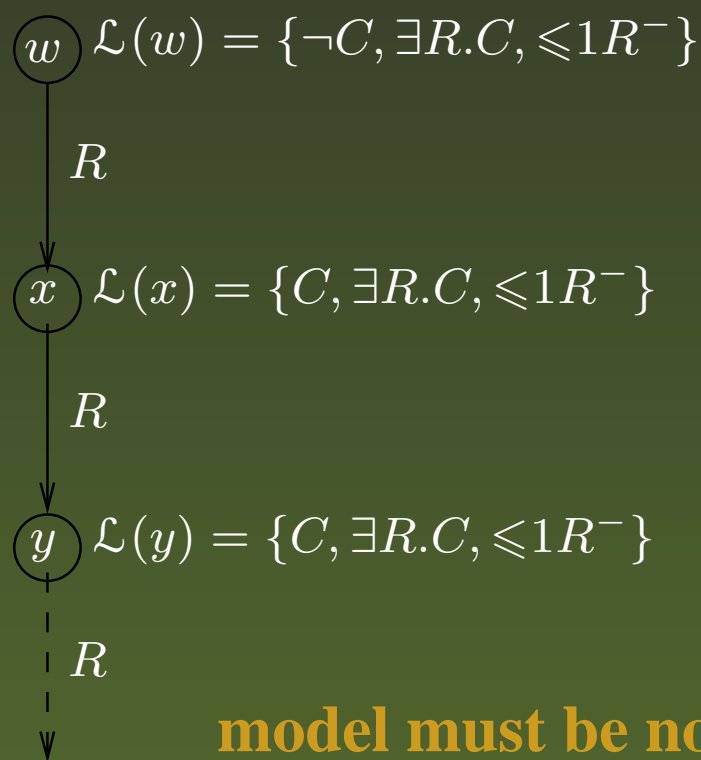 w ℒ(w) = {¬C, ∃R.C, ⩽1R⁻}
R
x ℒ(x) = {C, ∃R.C, ⩽1R⁻}
R
y ℒ(y) = {C, ∃R.C, ⩽1R⁻}
R
model must be